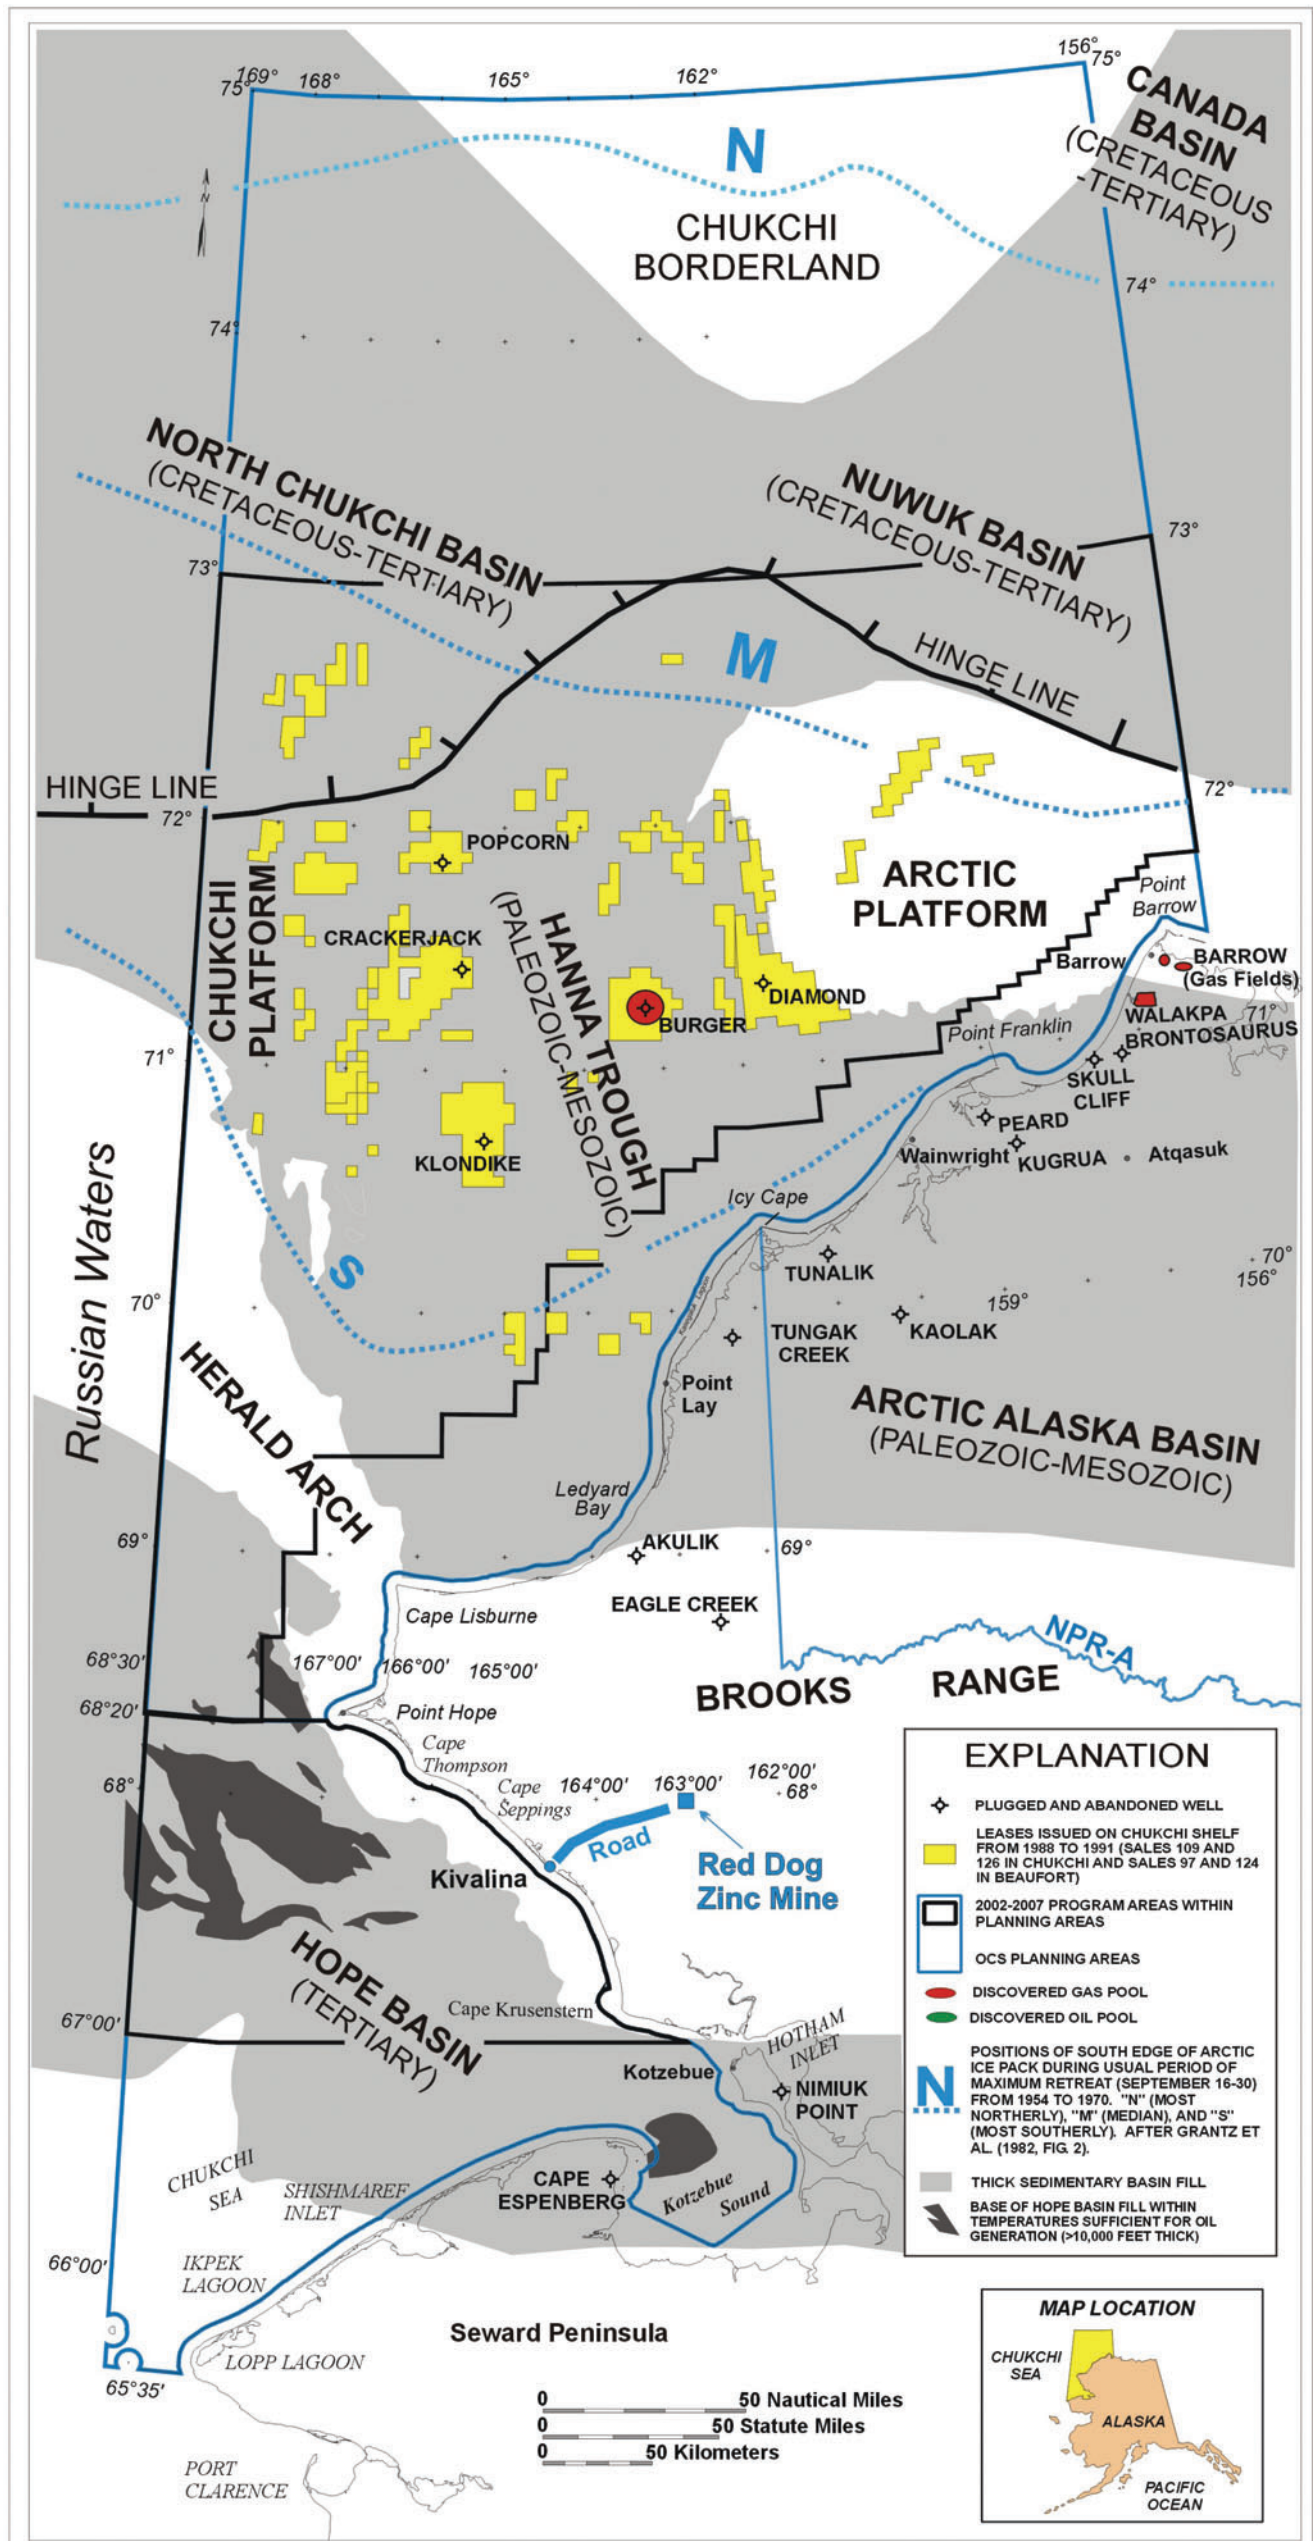 169°
168°
165°
162°
156°
75°
75°
CANADA
BASIN
(CRETACEOUS
-TERTIARY)
N
N
CHUKCHI
BORDERLAND
74°
74°
NORTH CHUKCHI BASIN
(CRETACEOUS-TERTIARY)
NUWUK BASIN
(CRETACEOUS-TERTIARY)
73°
73°
M
HINGE LINE
HINGE LINE
72°
72°
POPCORN
CHUKCHI
PLATFORM
ARCTIC
PLATFORM
Point
Barrow
CRACKERJACK
HANNA TROUGH
(PALEOZOIC-MESOZOIC)
DIAMOND
BURGER
Barrow
BARROW
(Gas Fields)
WALAKPA
71°
BRONTOSAURUS
Point Franklin
SKULL
CLIFF
71°
PEARD
Wainwright
KUGRUA
Atqasuk
KLONDIKE
Russian Waters
Icy Cape
S
TUNALIK
70°
156°
159°
70°
TUNGAK
CREEK
KAOLAK
Lagoon
Point
Lay
HERALD ARCH
ARCTIC ALASKA BASIN
(PALEOZOIC-MESOZOIC)
Ledyard
Bay
69°
AKULIK
69°
EAGLE CREEK
Cape Lisburne
NPR-A
68°30'
167°00'
166°00'
165°00'
BROOKS RANGE
68°20'
Point Hope
Cape
Thompson
68°
Cape
Seppings
164°00'
163°00'
162°00'
68°
Road
Red Dog
Zinc Mine
Kivalina
HOPE BASIN
(TERTIARY)
Cape Krusenstern
67°00'
HOTHAM
INLET
Kotzebue
NIMIUK
POINT
CHUKCHI
SEA
SHISHMAREF
INLET
CAPE
ESPENBERG
Kotzebue
Sound
66°00'
IKPEK
LAGOON
Seward Peninsula
LOPP LAGOON
65°35'
PORT
CLARENCE
0 50 Nautical Miles
0 50 Statute Miles
0 50 Kilometers
EXPLANATION
PLUGGED AND ABANDONED WELL
LEASES ISSUED ON CHUKCHI SHELF
FROM 1988 TO 1991 (SALES 109 AND
126 IN CHUKCHI AND SALES 97 AND 124
IN BEAUFORT)
2002-2007 PROGRAM AREAS WITHIN
PLANNING AREAS
OCS PLANNING AREAS
DISCOVERED GAS POOL
DISCOVERED OIL POOL
N
POSITIONS OF SOUTH EDGE OF ARCTIC
ICE PACK DURING USUAL PERIOD OF
MAXIMUM RETREAT (SEPTEMBER 16-30)
FROM 1954 TO 1970. "N" (MOST
NORTHERLY), "M" (MEDIAN), AND "S"
(MOST SOUTHERLY). AFTER GRANTZ ET
AL. (1982, FIG. 2).
THICK SEDIMENTARY BASIN FILL
BASE OF HOPE BASIN FILL WITHIN
TEMPERATURES SUFFICIENT FOR OIL
GENERATION (>10,000 FEET THICK)
MAP LOCATION
CHUKCHI
SEA
ALASKA
PACIFIC
OCEAN